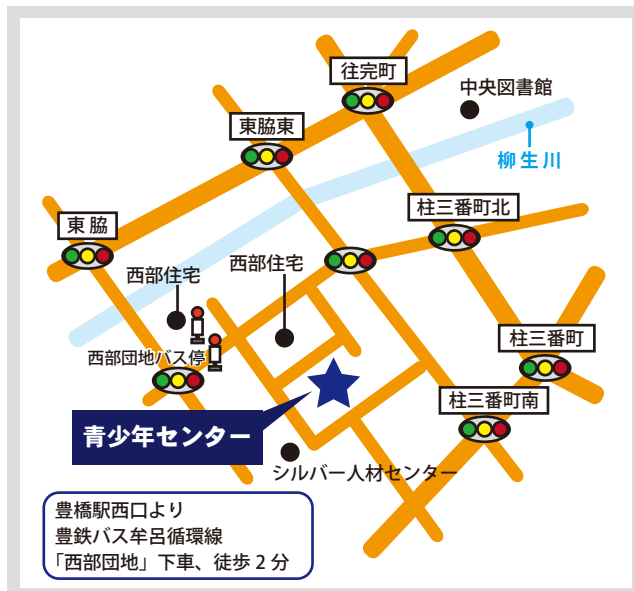 往完町
中央図書館
東脇東
柳生川
柱三番町北
東脇
西部住宅
西部住宅
西部団地バス停
柱三番町
柱三番町南
青少年センター
シルバー人材センター
豊橋駅西口より
豊鉄バス牟呂循環線
「西部団地」下車、徒歩2分